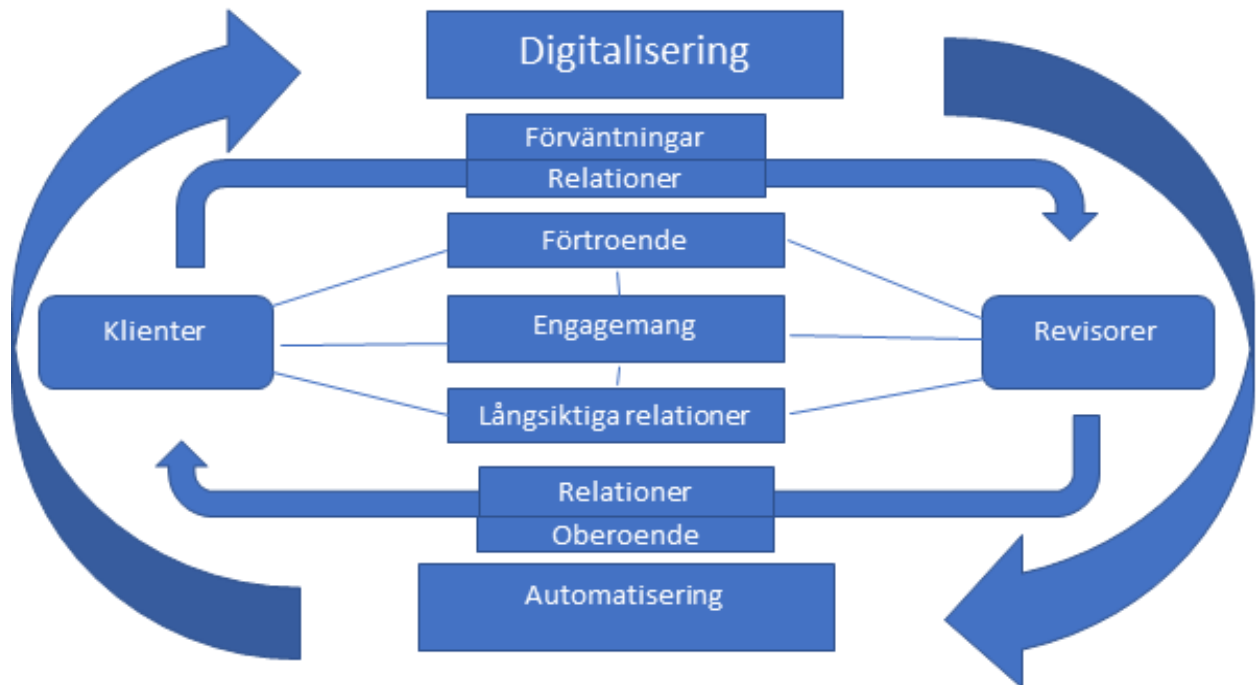 Digitalisering
Förväntningar
Relationer
Förtroende
Klienter
Engagemang
Revisorer
Långsiktiga relationer
Relationer
Oberoende
Automatisering